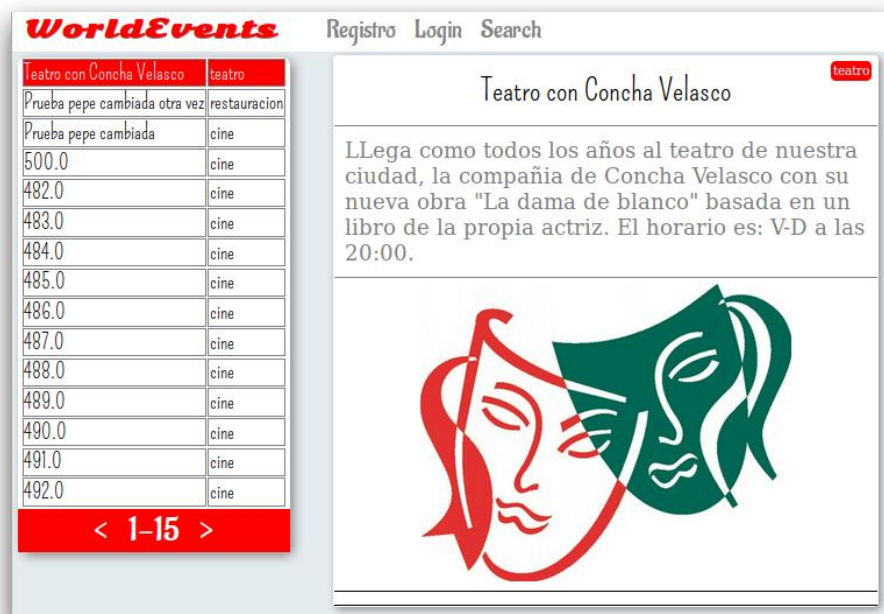 WorldEvents Registro Login Search
Teatro con Concha Velasco teatro
Prueba pepe cambiada otra vez restauracion
Prueba pepe cambiada cine
500.0 cine
482.0 cine
483.0 cine
484.0 cine
485.0 cine
486.0 cine
487.0 cine
488.0 cine
489.0 cine
490.0 cine
491.0 cine
492.0 cine
< 1-15 >
teatro
Teatro con Concha Velasco
LLega como todos los años al teatro de nuestra
ciudad, la compañia de Concha Velasco con su
nueva obra "La dama de blanco" basada en un
libro de la propia actriz. El horario es: V-D a las
20:00.